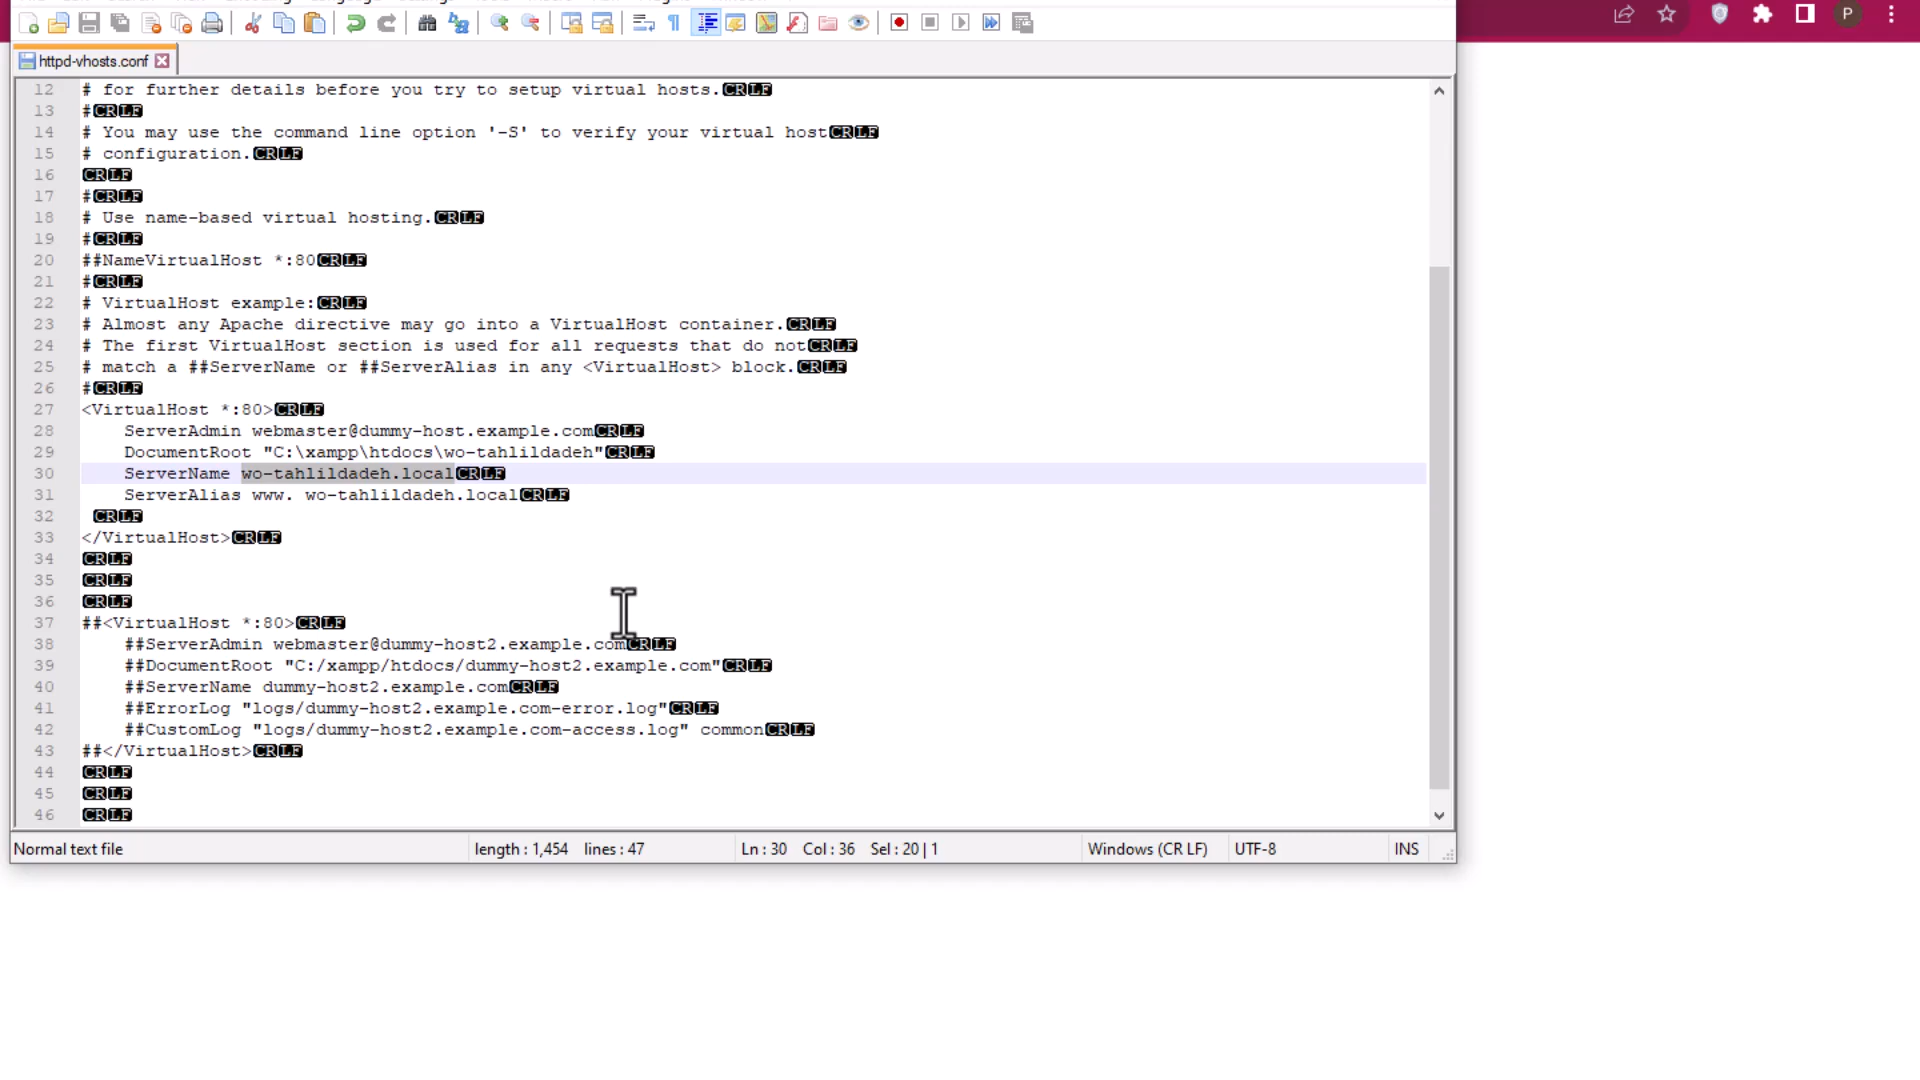 P
httpd-vhosts.conf
12 # for further details before you try to setup virtual hosts.CRLF
13 #CRLF
14 # You may use the command line option '-S' to verify your virtual hostCRLF
15 # configuration.CRLF
16 CRLF
17 #CRLF
18 # Use name-based virtual hosting.CRLF
19 #CRLF
20 ##NameVirtualHost *:80CRLF
21 #CRLF
22 # VirtualHost example:CRLF
23 # Almost any Apache directive may go into a VirtualHost container.CRLF
24 # The first VirtualHost section is used for all requests that do notCRLF
25 # match a ##ServerName or ##ServerAlias in any <VirtualHost> block.CRLF
26 #CRLF
27 <VirtualHost *:80>CRLF
28     ServerAdmin webmaster@dummy-host.example.comCRLF
29     DocumentRoot "C:\xampp\htdocs\wo-tahlildadeh"CRLF
30     ServerName wo-tahlildadeh.localCRLF
31     ServerAlias www. wo-tahlildadeh.localCRLF
32  CRLF
33 </VirtualHost>CRLF
34 CRLF
35 CRLF
36 CRLF
37 ##<VirtualHost *:80>CRLF
38     ##ServerAdmin webmaster@dummy-host2.example.comCRLF
39     ##DocumentRoot "C:/xampp/htdocs/dummy-host2.example.com"CRLF
40     ##ServerName dummy-host2.example.comCRLF
41     ##ErrorLog "logs/dummy-host2.example.com-error.log"CRLF
42     ##CustomLog "logs/dummy-host2.example.com-access.log" commonCRLF
43 ##</VirtualHost>CRLF
44 CRLF
45 CRLF
46 CRLF
Normal text file length : 1,454 lines : 47 Ln : 30 Col : 36 Sel : 20 | 1 Windows (CR LF) UTF-8 INS